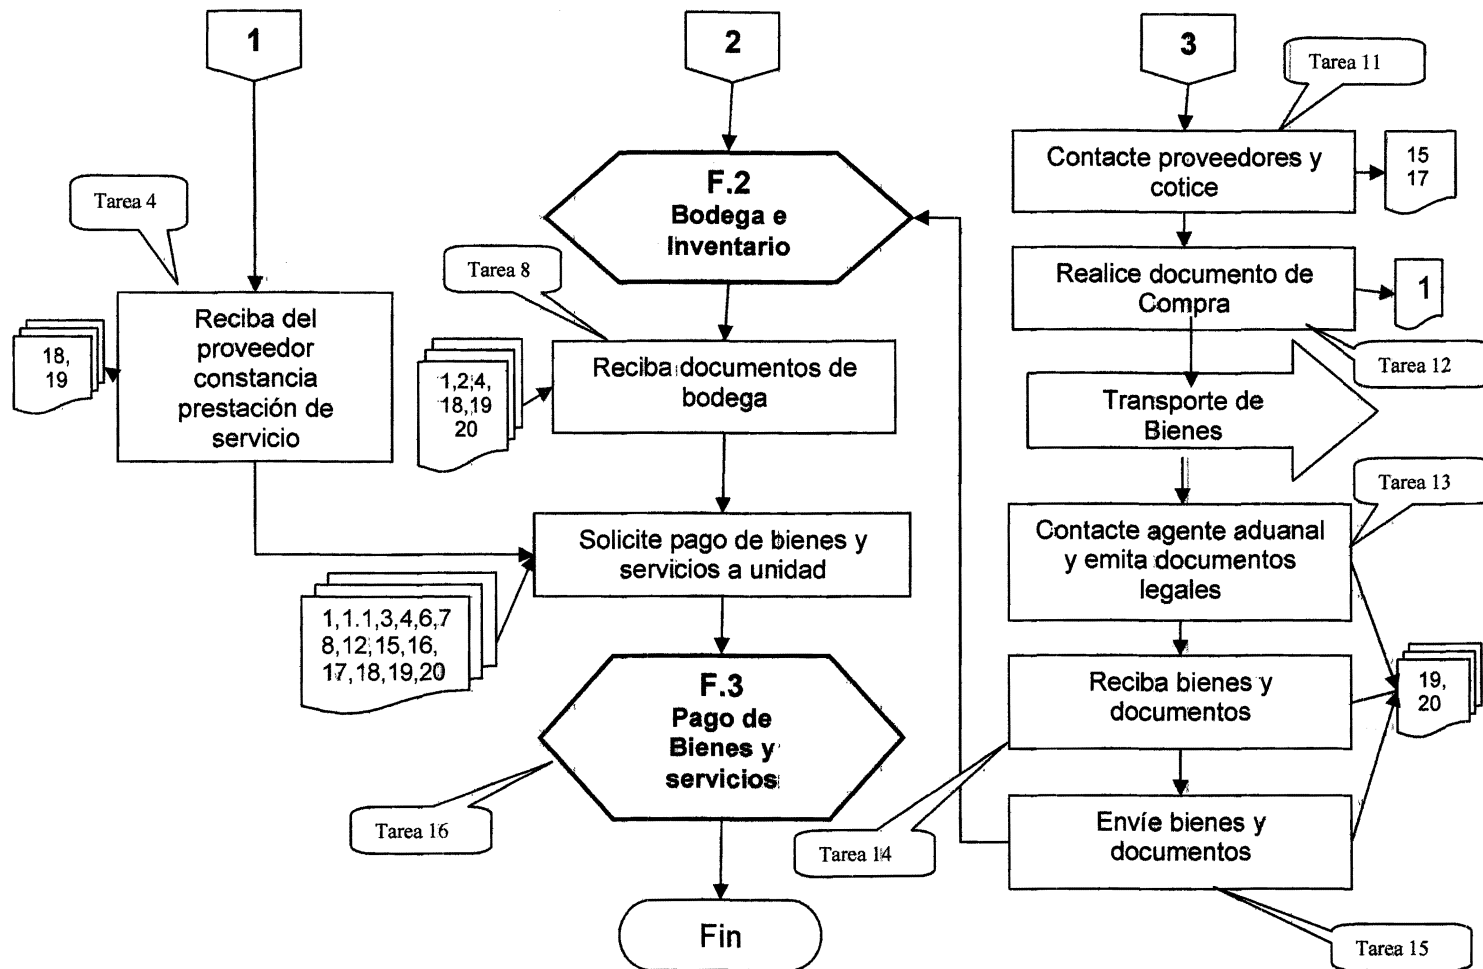 1
Tarea 4
Reciba del
proveedor
constancia
prestación de
servicio
18,
19
2
F.2
Bodega e
Inventario
Tarea 8
Reciba documentos de
bodega
1,2,4,
18,19
20
Solicite pago de bienes y
servicios a unidad
1,1.1,3,4,6,7
8,12,15,16,
17,18,19,20
F.3
Pago de
Bienes y
servicios
Tarea 16
Fin
3
Tarea 11
Contacte proveedores y
cotice
15
17
Realice documento de
Compra
1
Tarea 12
Transporte de
Bienes
Tarea 13
Contacte agente aduanal
y emita documentos
legales
Reciba bienes y
documentos
19,
20
Tarea 14
Envíe bienes y
documentos
Tarea 15